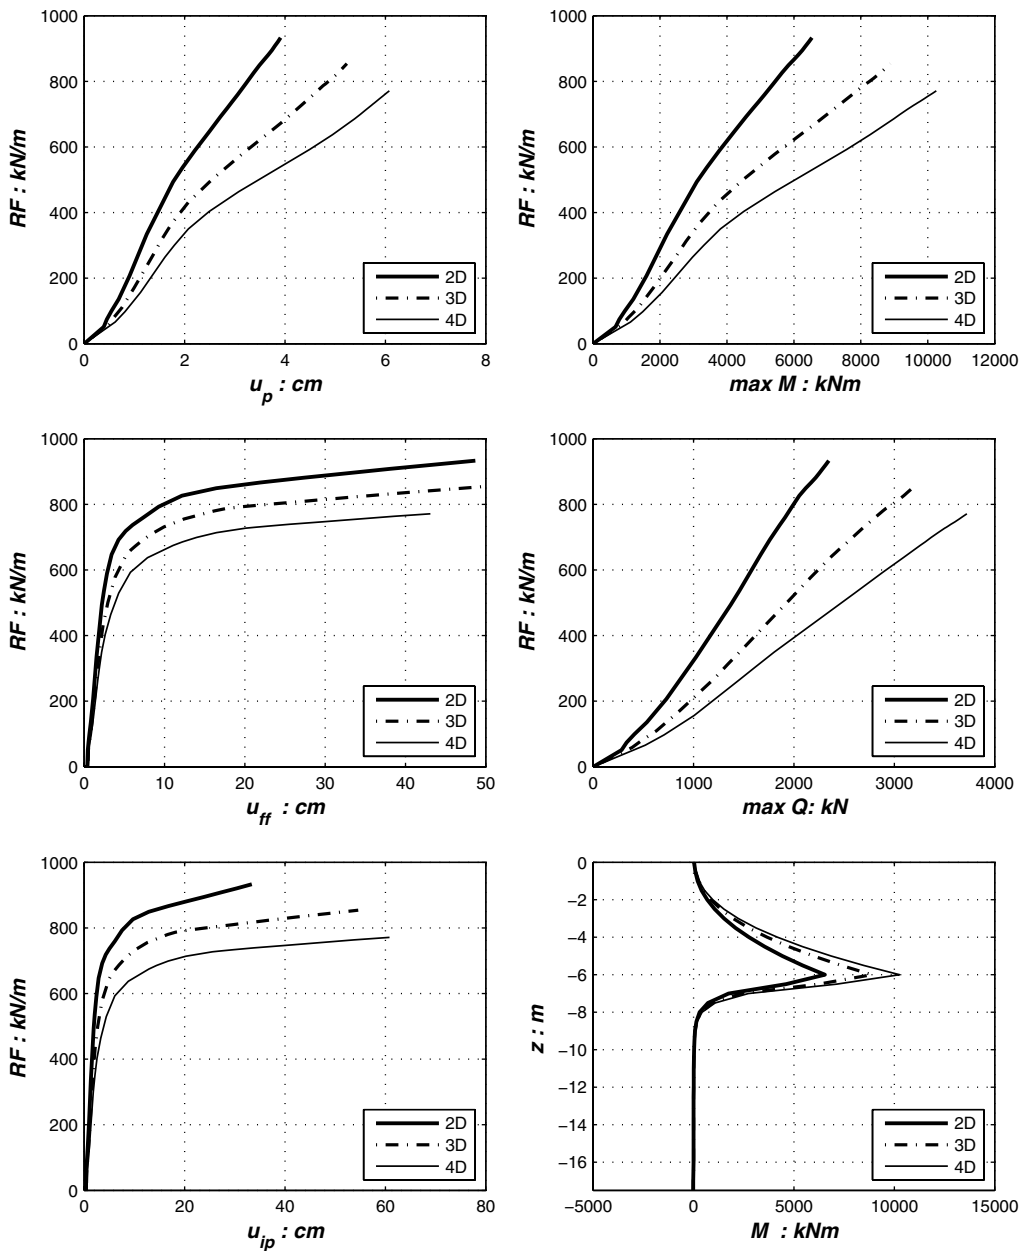 1000
800
600
400
200
0
RF : kN/m
0 2 4 6 8
u_p : cm
2D
3D
4D
1000
800
600
400
200
0
RF : kN/m
0 2000 4000 6000 8000 10000 12000
max M : kNm
2D
3D
4D
1000
800
600
400
200
0
RF : kN/m
0 10 20 30 40 50
u_ff : cm
2D
3D
4D
1000
800
600
400
200
0
RF : kN/m
0 1000 2000 3000 4000
max Q: kN
2D
3D
4D
1000
800
600
400
200
0
RF : kN/m
0 20 40 60 80
u_ip : cm
2D
3D
4D
0
−2
−4
−6
−8
−10
−12
−14
−16
z : m
−5000 0 5000 10000 15000
M : kNm
2D
3D
4D